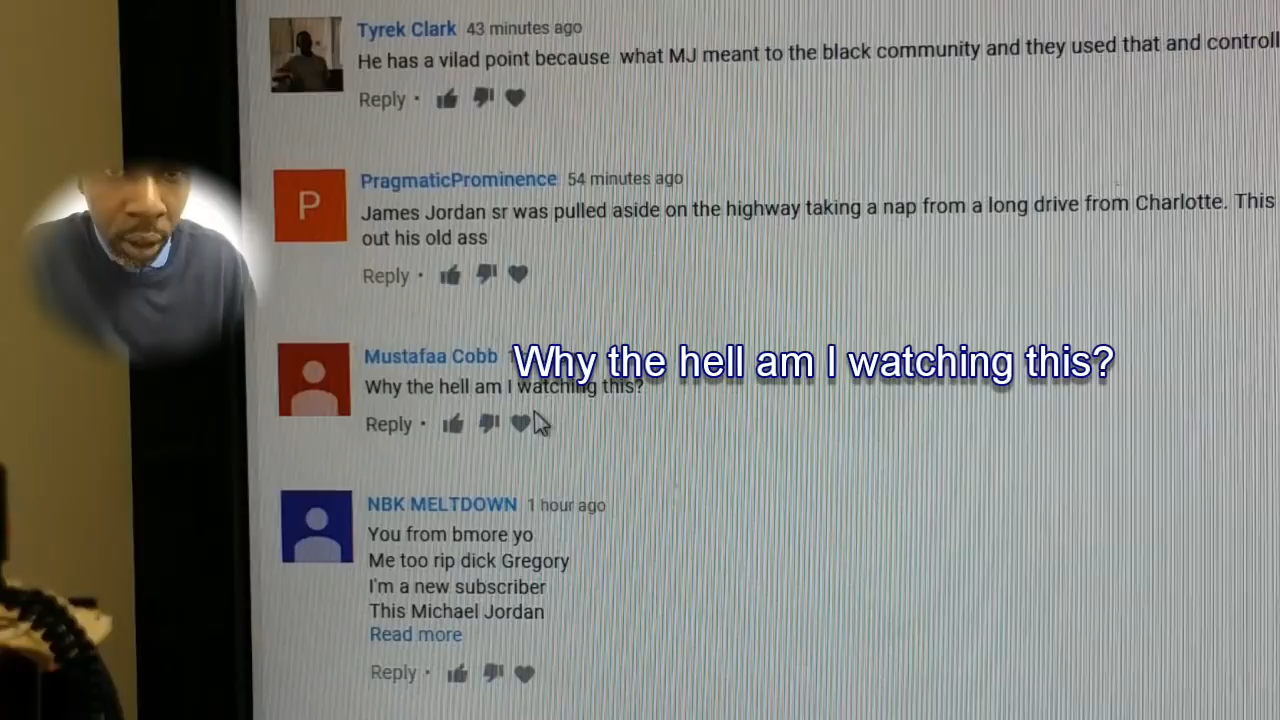 Tyrek Clark 43 minutes ago
He has a vilad point because what MJ meant to the black community and they used that and controll
Reply ·
P
PragmaticProminence 54 minutes ago
James Jordan sr was pulled aside on the highway taking a nap from a long drive from Charlotte. This
out his old ass
Reply ·
Mustafaa Cobb
Why the hell am I watching this?
Why the hell am I watching this?
Reply ·
NBK MELTDOWN 1 hour ago
You from bmore yo
Me too rip dick Gregory
I'm a new subscriber
This Michael Jordan
Read more
Reply ·